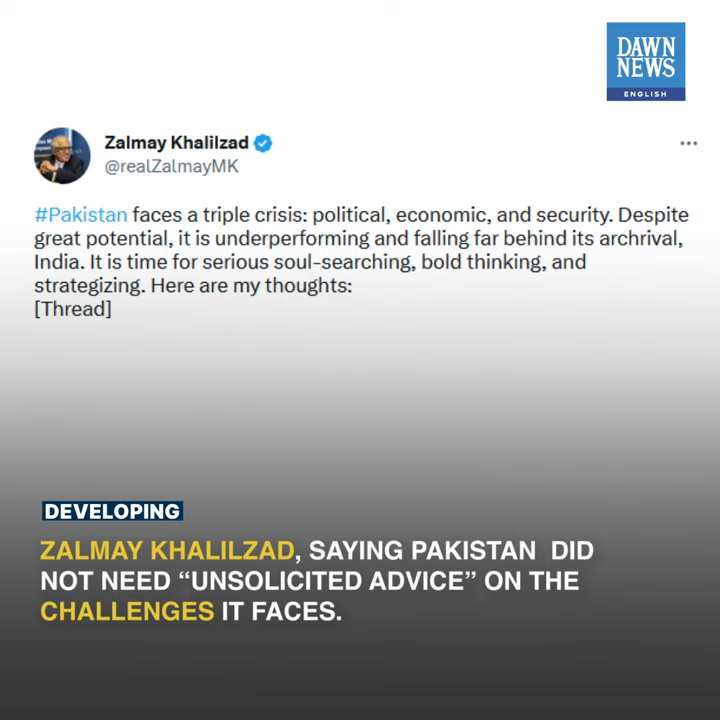 DAWN
NEWS
ENGLISH
Zalmay Khalilzad
@realZalmayMK
#Pakistan faces a triple crisis: political, economic, and security. Despite
great potential, it is underperforming and falling far behind its archrival,
India. It is time for serious soul-searching, bold thinking, and
strategizing. Here are my thoughts:
[Thread]
DEVELOPING
ZALMAY KHALILZAD, SAYING PAKISTAN DID
NOT NEED “UNSOLICITED ADVICE” ON THE
CHALLENGES IT FACES.